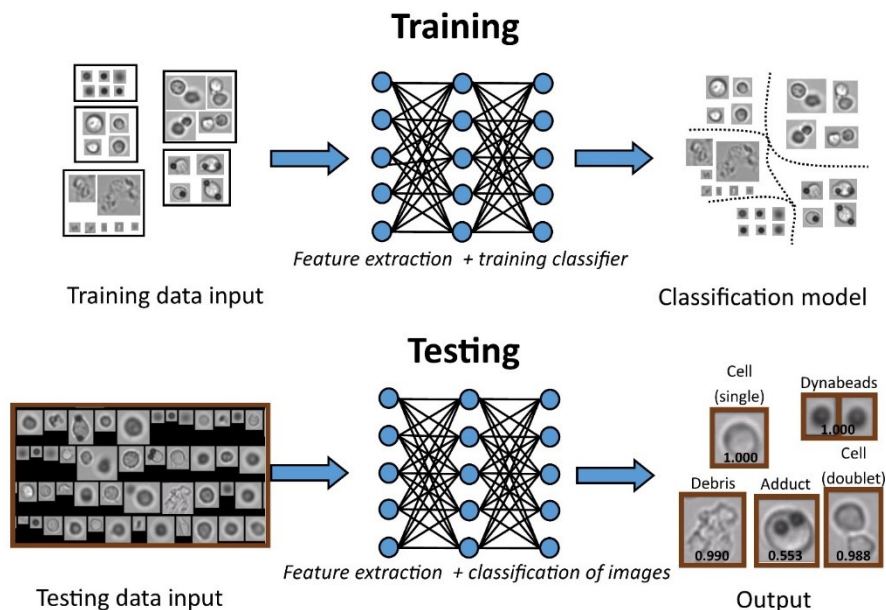 Training
Feature extraction + training classifier
Training data input
Classification model
Testing
Cell
(single)
1.000
Dynabeads
1.000
Debris
0.990
Adduct
0.553
Cell
(doublet)
0.988
Feature extraction + classification of images
Testing data input
Output